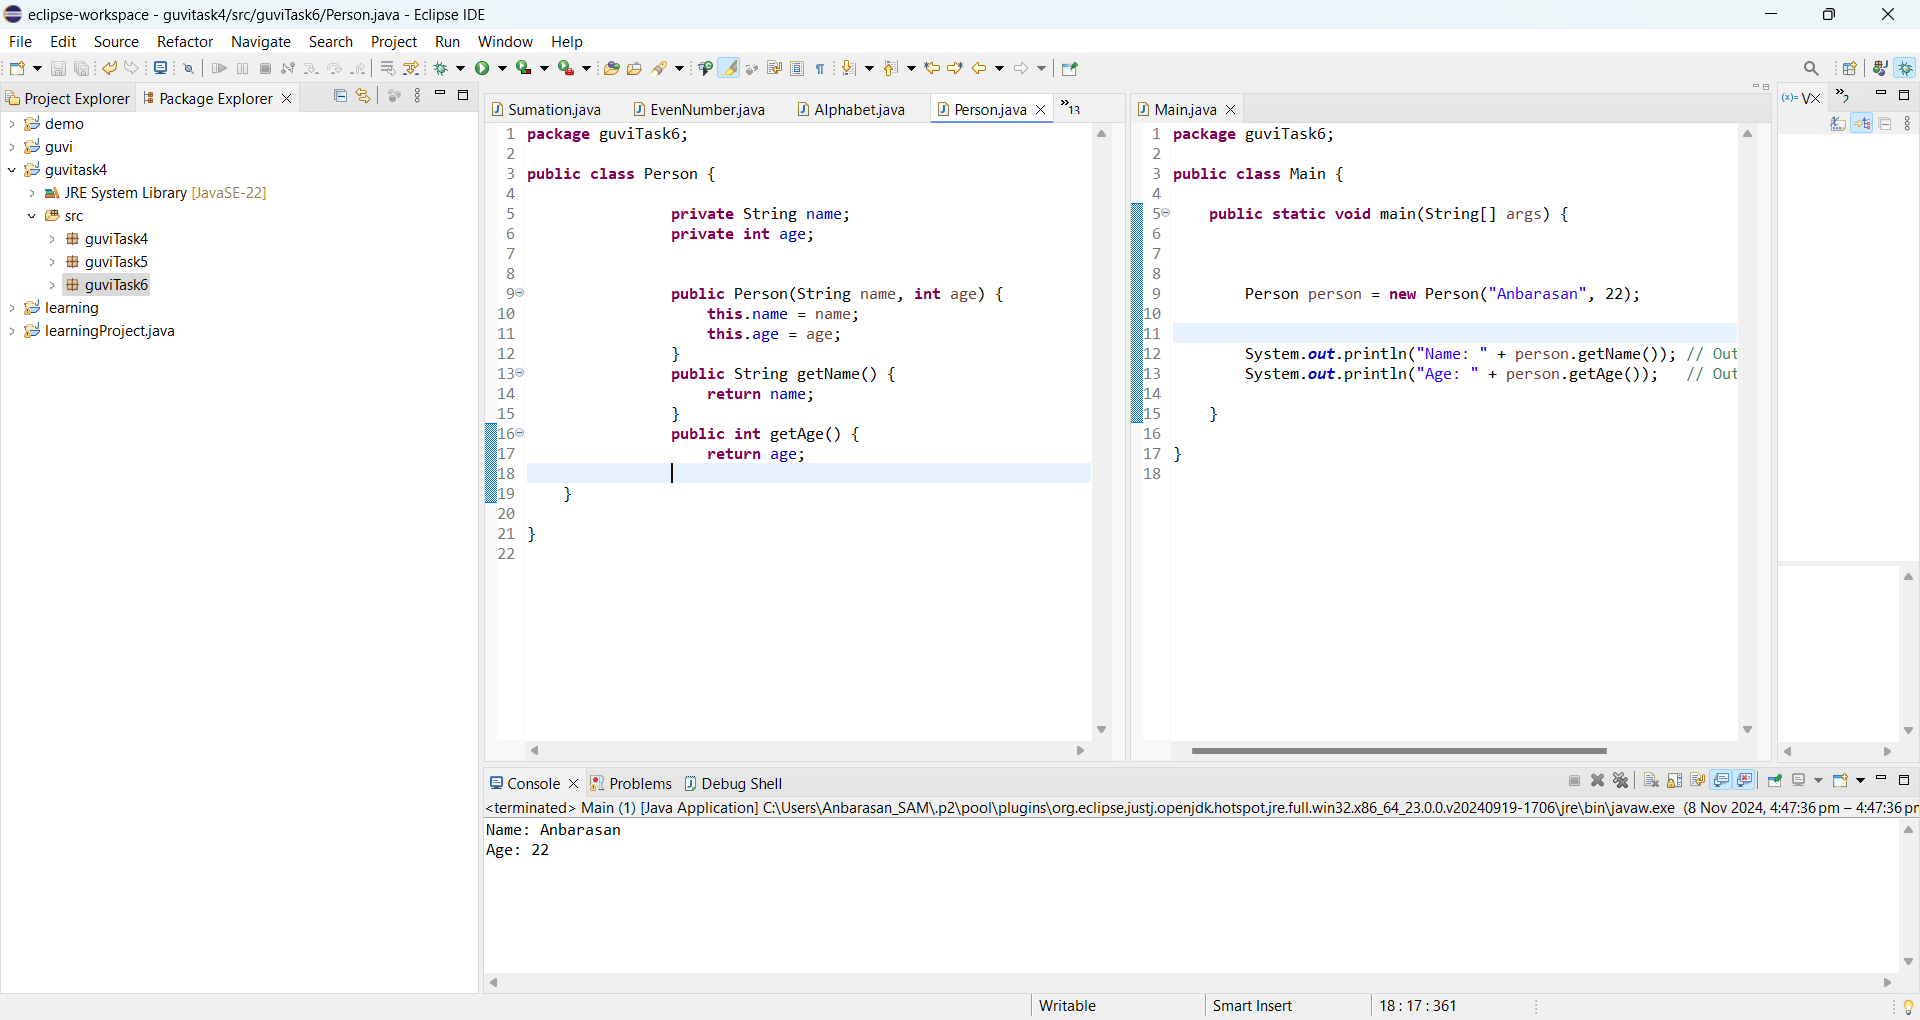 eclipse-workspace - guvitask4/src/guviTask6/Person.java - Eclipse IDE
File Edit Source Refactor Navigate Search Project Run Window Help
Project Explorer Package Explorer
demo
guvi
guvitask4
JRE System Library [JavaSE-22]
src
guviTask4
guviTask5
guviTask6
learning
learningProject.java
Sumation.java EvenNumber.java Alphabet.java Person.java »13
1 package guviTask6;
2
3 public class Person {
4
5 private String name;
6 private int age;
7
8
9 public Person(String name, int age) {
10 this.name = name;
11 this.age = age;
12 }
13 public String getName() {
14 return name;
15 }
16 public int getAge() {
17 return age;
18
19 }
20
21 }
22
Main.java
1 package guviTask6;
2
3 public class Main {
4
5 public static void main(String[] args) {
6
7
8
9 Person person = new Person("Anbarasan", 22);
10
11
12 System.out.println("Name: " + person.getName()); // Out
13 System.out.println("Age: " + person.getAge()); // Out
14
15 }
16
17 }
18
(x)= V »2
Console Problems Debug Shell
<terminated> Main (1) [Java Application] C:\Users\Anbarasan_SAM\.p2\pool\plugins\org.eclipse.justj.openjdk.hotspot.jre.full.win32.x86_64_23.0.0.v20240919-1706\jre\bin\javaw.exe (8 Nov 2024, 4:47:36 pm – 4:47:36 pm
Name: Anbarasan
Age: 22
Writable Smart Insert 18 : 17 : 361